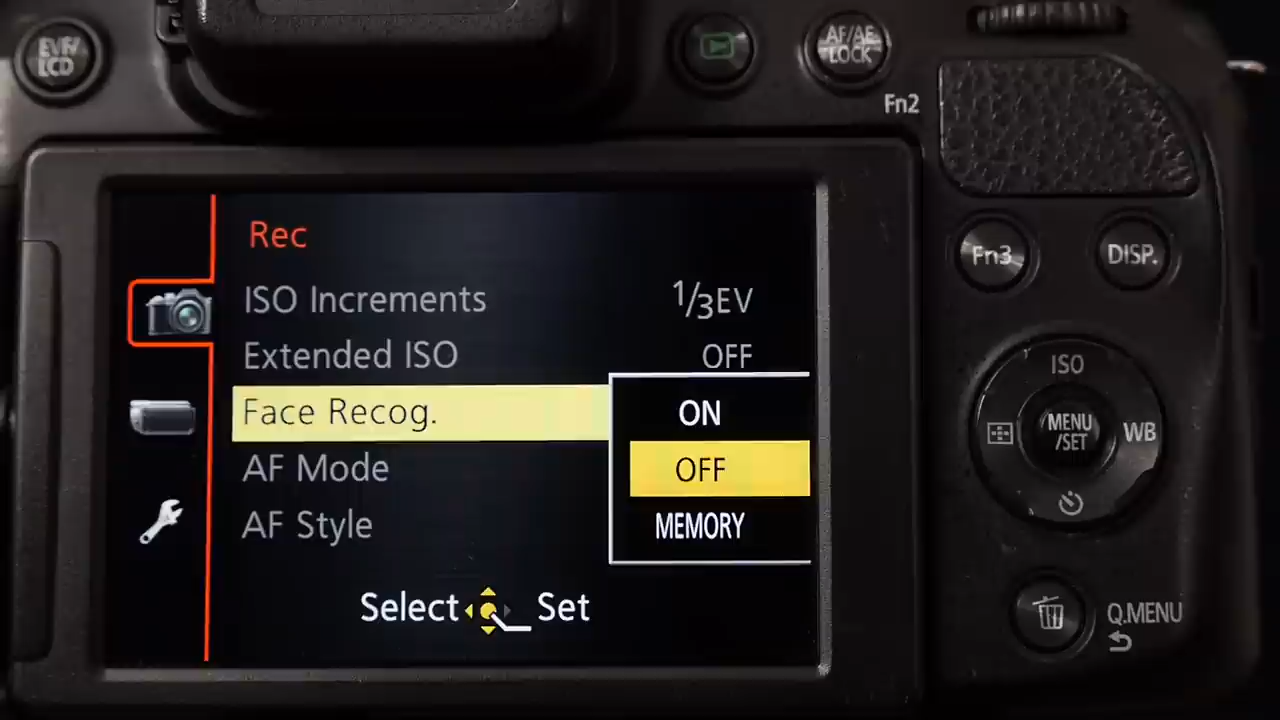 EVF/
LCD
AF/AE
LOCK
Fn2
Rec
Fn3
DISP.
ISO Increments 1/3EV
Extended ISO OFF
Face Recog. ON
AF Mode OFF
AF Style MEMORY
Select Set
ISO
MENU
/SET
WB
Q.MENU